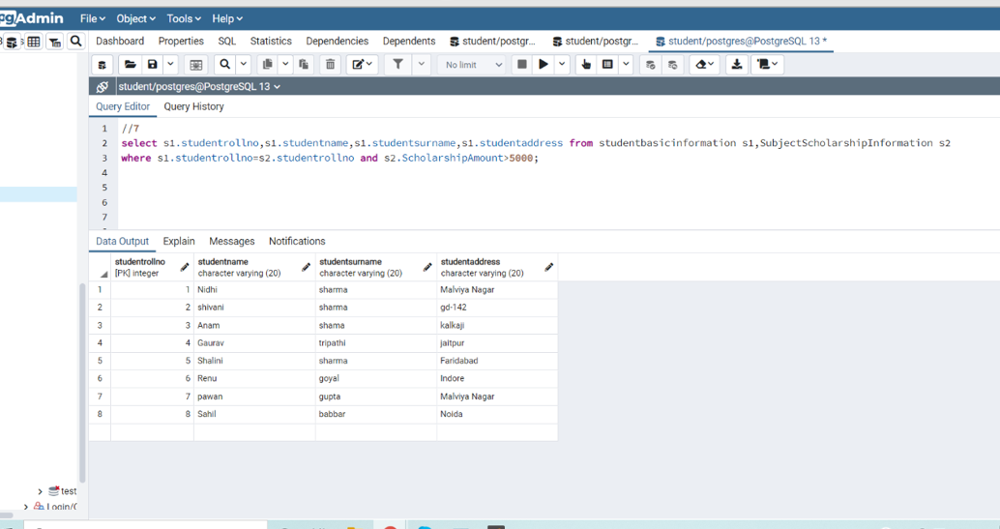 pgAdmin File Object Tools Help
Dashboard Properties SQL Statistics Dependencies Dependents student/postgr... student/postgr... student/postgres@PostgreSQL 13 *
No limit
student/postgres@PostgreSQL 13
Query Editor Query History
1 //7
2 select s1.studentrollno,s1.studentname,s1.studentsurname,s1.studentaddress from studentbasicinformation s1,SubjectScholarshipInformation s2
3 where s1.studentrollno=s2.studentrollno and s2.ScholarshipAmount>5000;
4
5
6
7
Data Output Explain Messages Notifications
studentrollno studentname studentsurname studentaddress
[PK] integer character varying (20) character varying (20) character varying (20)
1 1 Nidhi sharma Malviya Nagar
2 2 shivani sharma gd-142
3 3 Anam shama kalkaji
4 4 Gaurav tripathi jaitpur
5 5 Shalini sharma Faridabad
6 6 Renu goyal Indore
7 7 pawan gupta Malviya Nagar
8 8 Sahil babbar Noida
test
Login/